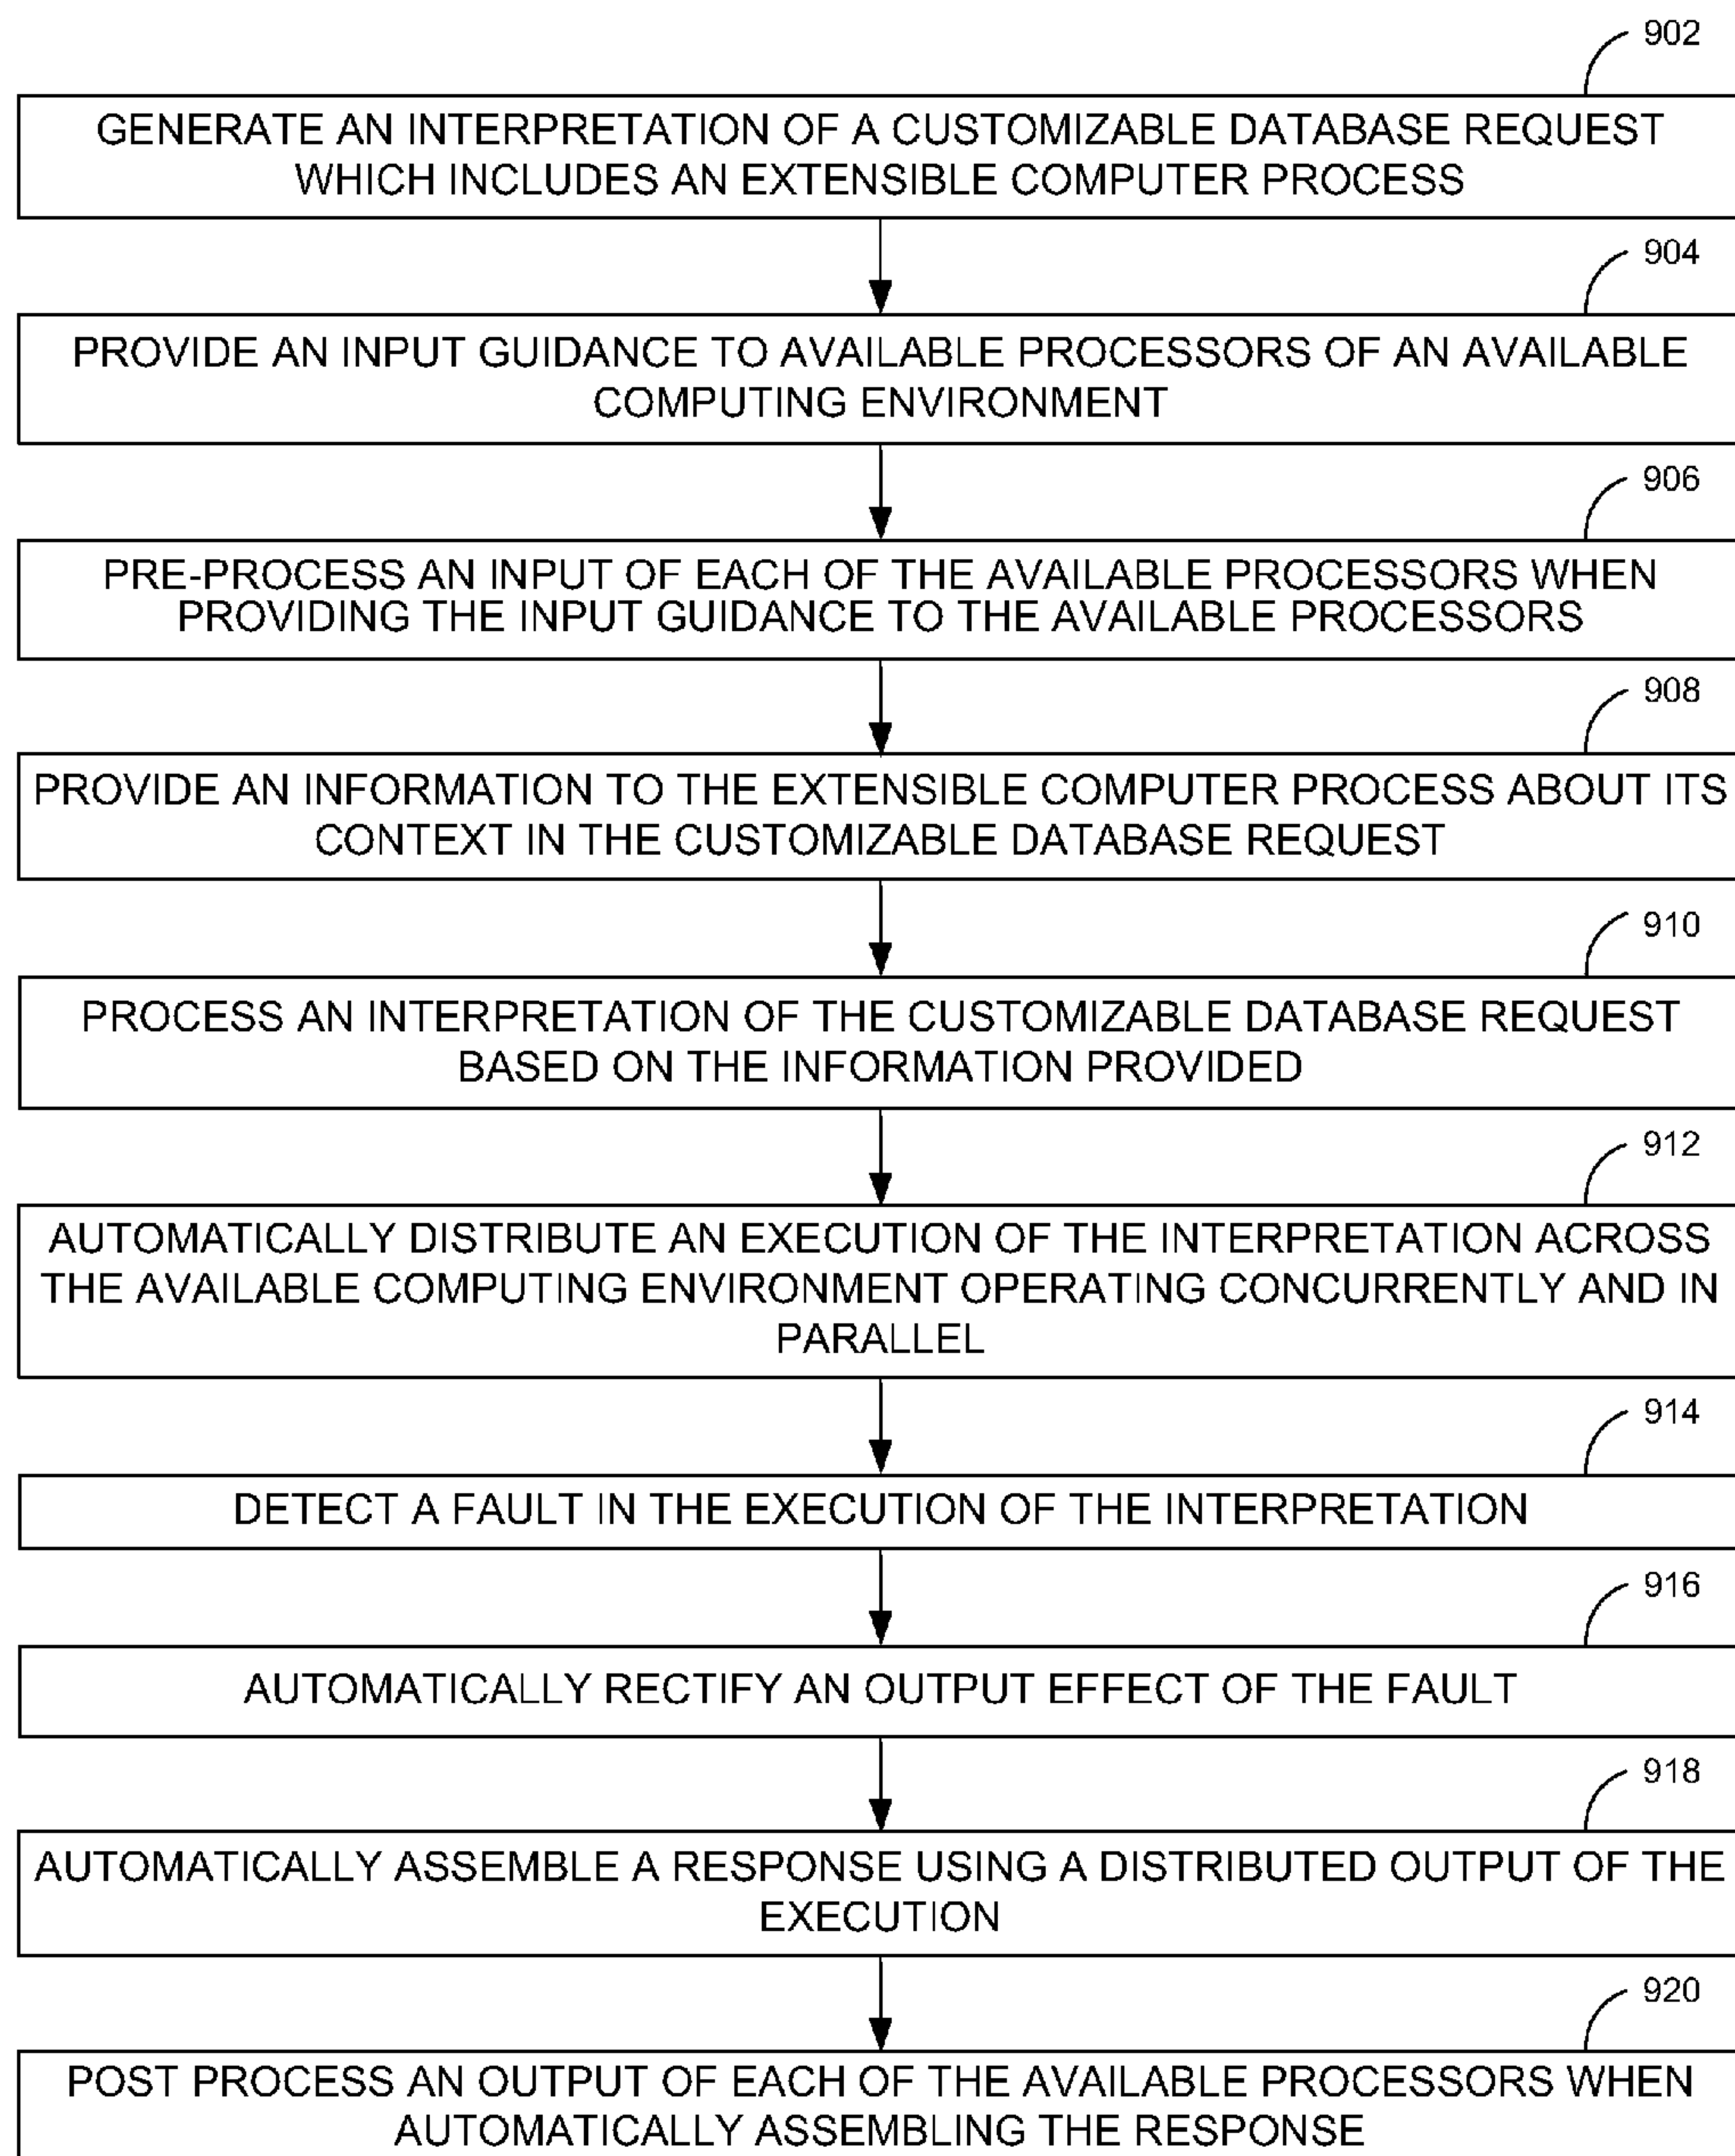 902
GENERATE AN INTERPRETATION OF A CUSTOMIZABLE DATABASE REQUEST
WHICH INCLUDES AN EXTENSIBLE COMPUTER PROCESS
904
PROVIDE AN INPUT GUIDANCE TO AVAILABLE PROCESSORS OF AN AVAILABLE
COMPUTING ENVIRONMENT
906
PRE-PROCESS AN INPUT OF EACH OF THE AVAILABLE PROCESSORS WHEN
PROVIDING THE INPUT GUIDANCE TO THE AVAILABLE PROCESSORS
908
PROVIDE AN INFORMATION TO THE EXTENSIBLE COMPUTER PROCESS ABOUT ITS
CONTEXT IN THE CUSTOMIZABLE DATABASE REQUEST
910
PROCESS AN INTERPRETATION OF THE CUSTOMIZABLE DATABASE REQUEST
BASED ON THE INFORMATION PROVIDED
912
AUTOMATICALLY DISTRIBUTE AN EXECUTION OF THE INTERPRETATION ACROSS
THE AVAILABLE COMPUTING ENVIRONMENT OPERATING CONCURRENTLY AND IN
PARALLEL
914
DETECT A FAULT IN THE EXECUTION OF THE INTERPRETATION
916
AUTOMATICALLY RECTIFY AN OUTPUT EFFECT OF THE FAULT
918
AUTOMATICALLY ASSEMBLE A RESPONSE USING A DISTRIBUTED OUTPUT OF THE
EXECUTION
920
POST PROCESS AN OUTPUT OF EACH OF THE AVAILABLE PROCESSORS WHEN
AUTOMATICALLY ASSEMBLING THE RESPONSE